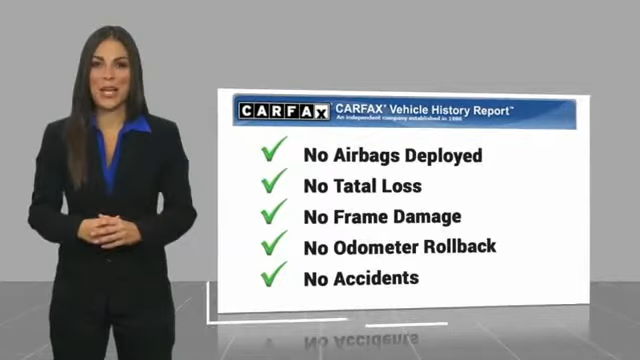 CARFAX CARFAX® Vehicle History Report™
An independent company established in 1986
No Airbags Deployed
No Tatal Loss
No Frame Damage
No Odometer Rollback
No Accidents